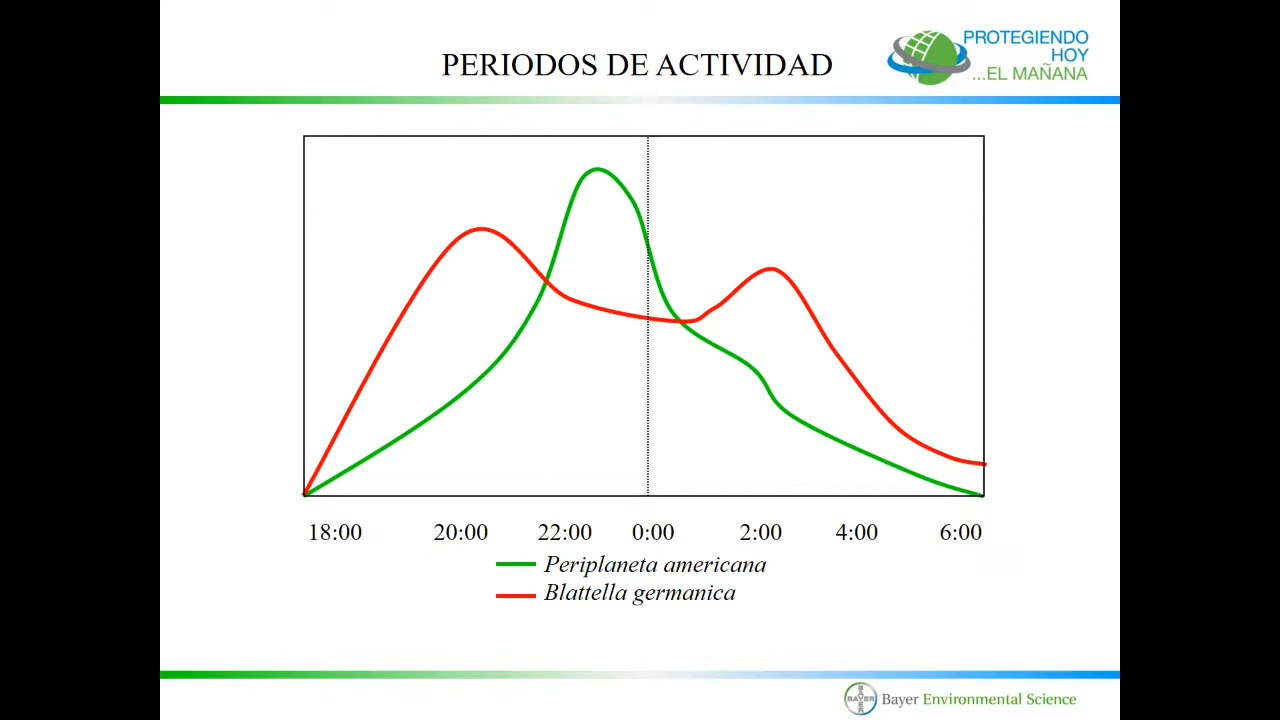 PERIODOS DE ACTIVIDAD
PROTEGIENDO
HOY
...EL MAÑANA
18:00 20:00 22:00 0:00 2:00 4:00 6:00
Periplaneta americana
Blattella germanica
BAYER
BAYER
Bayer Environmental Science